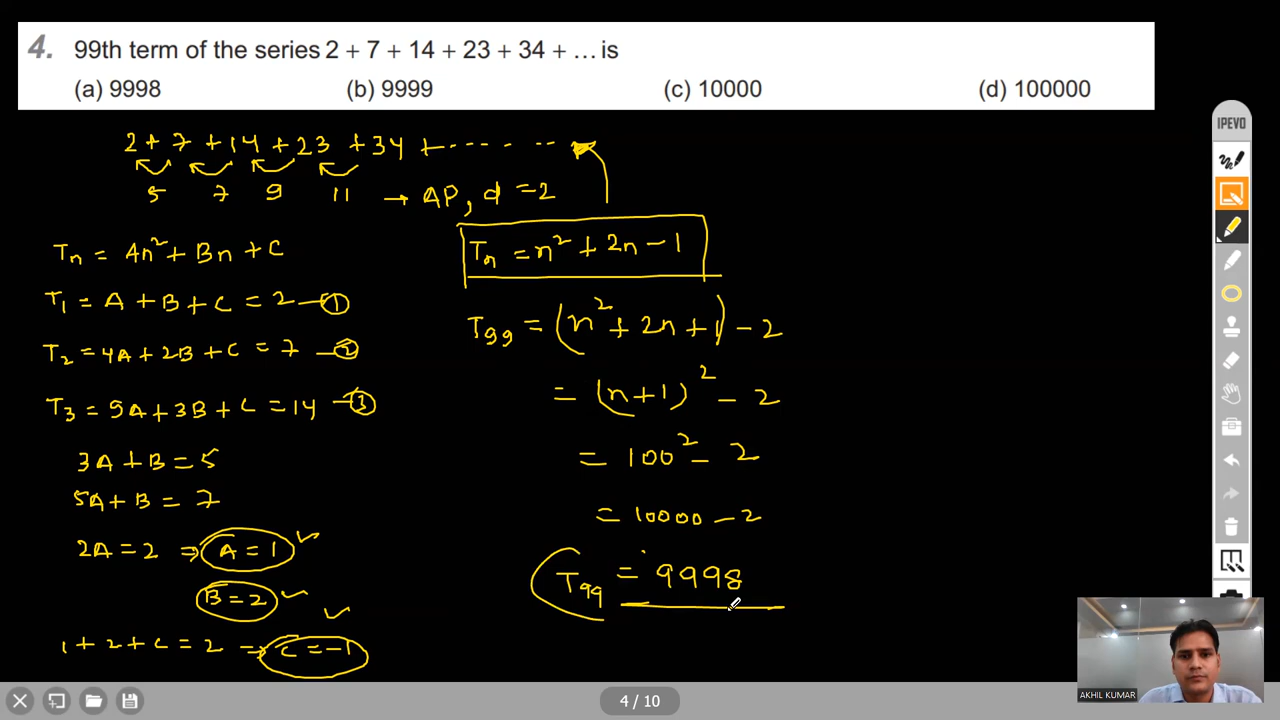 4. 99th term of the series 2 + 7 + 14 + 23 + 34 + … is
(a) 9998 (b) 9999 (c) 10000 (d) 100000
IPEVO
2 + 7 + 14 + 23 + 34 + ........
5 7 9 11 → AP, d = 2
Tn = An² + Bn + C
T1 = A + B + C = 2 —①
T2 = 4A + 2B + C = 7 —②
T3 = 9A + 3B + C = 14 —③
3A + B = 5
5A + B = 7
2A = 2 ⇒ A = 1 ✓
B = 2 ✓
1 + 2 + C = 2 ⇒ C = -1 ✓
Tn = n² + 2n - 1
T99 = (n² + 2n + 1) - 2
= (n + 1)² - 2
= 100² - 2
= 10000 - 2
T99 = 9998
AKHIL KUMAR
4 / 10